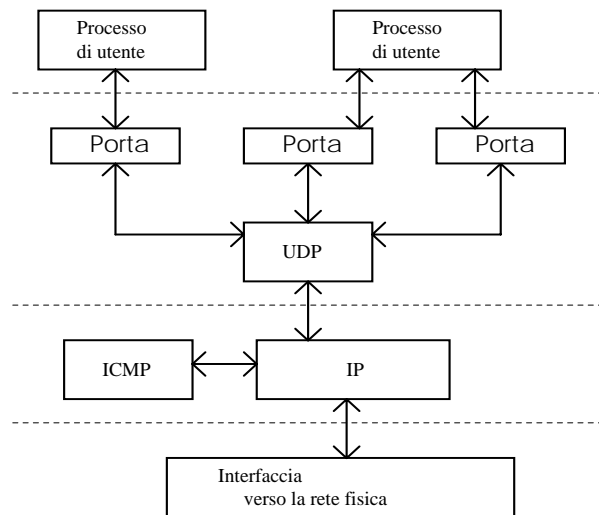 Processo
di utente
Processo
di utente
Porta
Porta
Porta
UDP
ICMP
IP
Interfaccia
verso la rete fisica